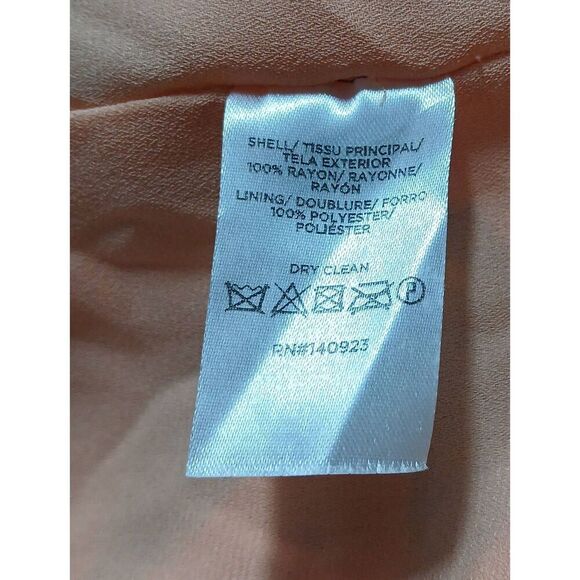 SHELL/ TISSU PRINCIPAL/
TELA EXTERIOR
100% RAYON/ RAYONNE/
RAYÓN
LINING/ DOUBLURE/ FORRO
100% POLYESTER/
POLIÉSTER
DRY CLEAN
P
RN#140923